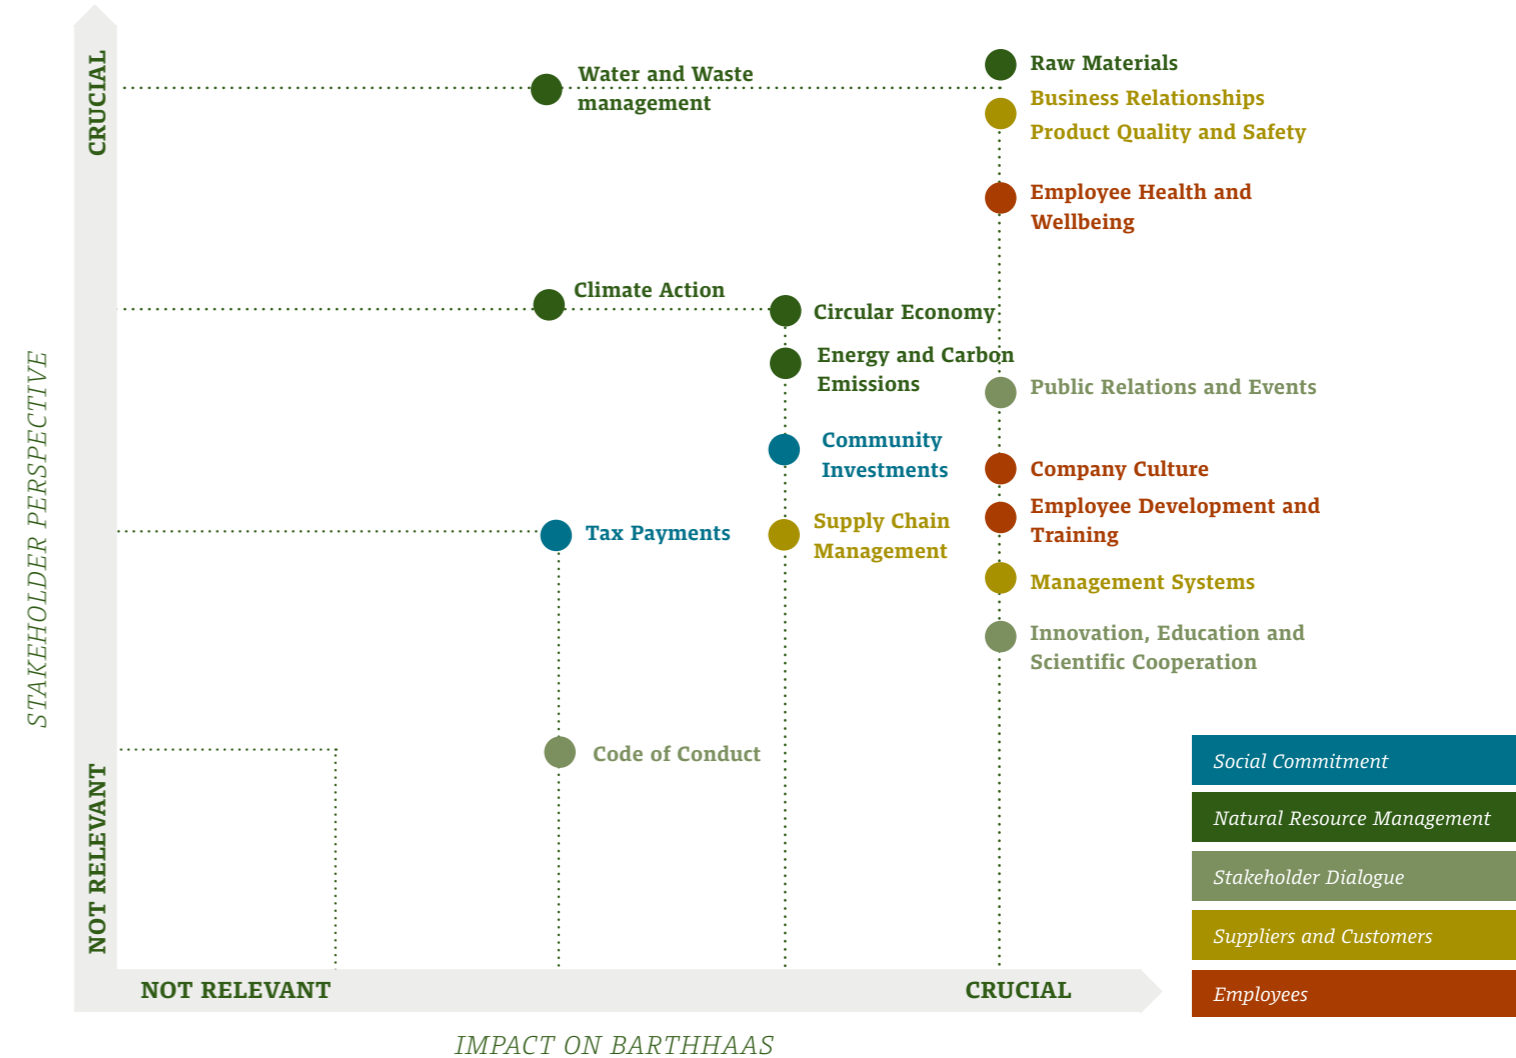 CRUCIAL
Water and Waste
management
Raw Materials
Business Relationships
Product Quality and Safety
Employee Health and
Wellbeing
Climate Action
Circular Economy
Energy and Carbon
Emissions
Public Relations and Events
Community
Investments
Company Culture
Employee Development and
Training
Supply Chain
Management
Tax Payments
Management Systems
Innovation, Education and
Scientific Cooperation
STAKEHOLDER PERSPECTIVE
Code of Conduct
NOT RELEVANT
Social Commitment
Natural Resource Management
Stakeholder Dialogue
Suppliers and Customers
Employees
NOT RELEVANT
CRUCIAL
IMPACT ON BARTHHAAS